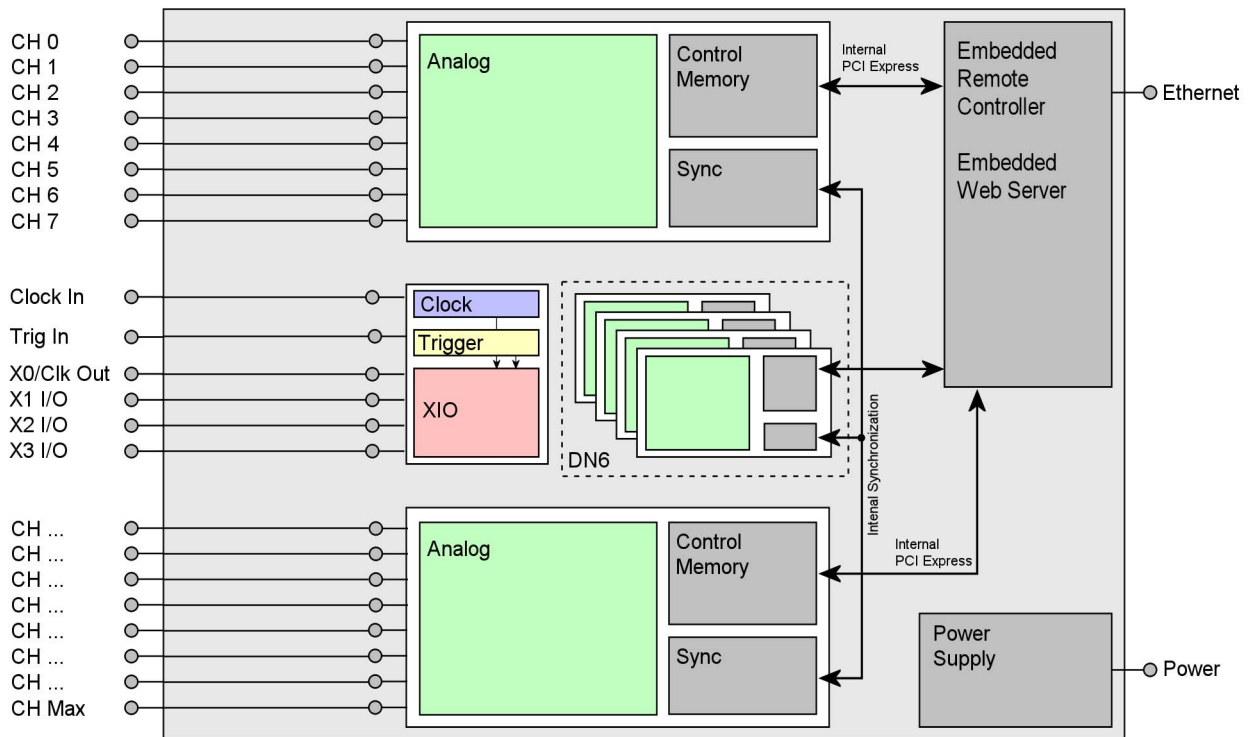 CH 0
CH 1
CH 2
CH 3
CH 4
CH 5
CH 6
CH 7
Analog
Control
Memory
Sync
Internal
PCI Express
Embedded
Remote
Controller
Embedded
Web Server
Ethernet
Clock In
Trig In
X0/Clk Out
X1 I/O
X2 I/O
X3 I/O
Clock
Trigger
XIO
DN6
Intenal Synchronization
CH ...
CH ...
CH ...
CH ...
CH ...
CH ...
CH ...
CH Max
Analog
Control
Memory
Sync
Internal
PCI Express
Power
Supply
Power